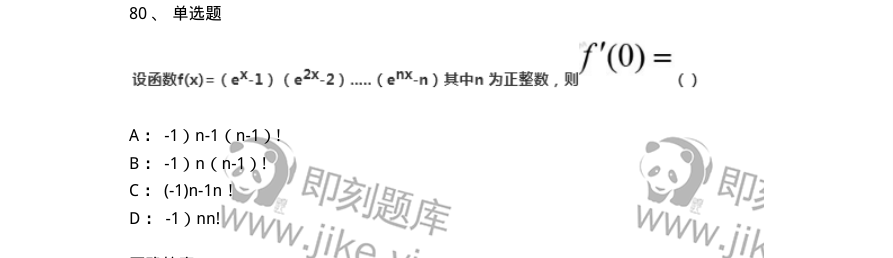 80 、 单选题
设函数f(x)=（eˣ-1）（e²ˣ-2）.....（eⁿˣ-n）其中n 为正整数，则 f′(0) = （ ）
A： -1）n-1（n-1）!
B： -1）n（n-1）!
C： (-1)n-1n！
D： -1）nn!
即刻题库
即刻
www.jike
www.ji